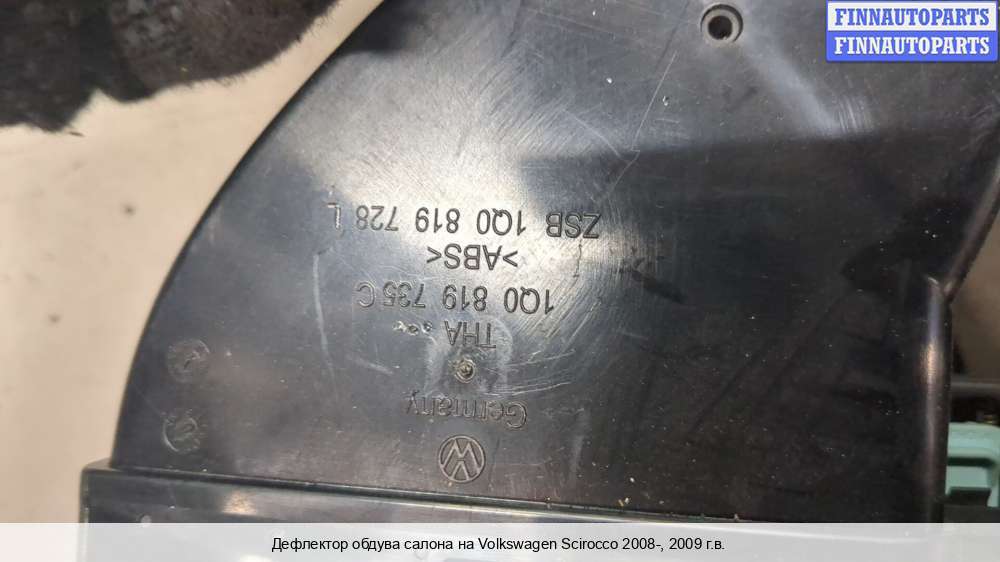 FINNAUTOPARTS
FINNAUTOPARTS
Germany
THA
1Q0 819 735 C
>ABS<
ZSB 1Q0 819 728 L
Дефлектор обдува салона на Volkswagen Scirocco 2008-, 2009 г.в.